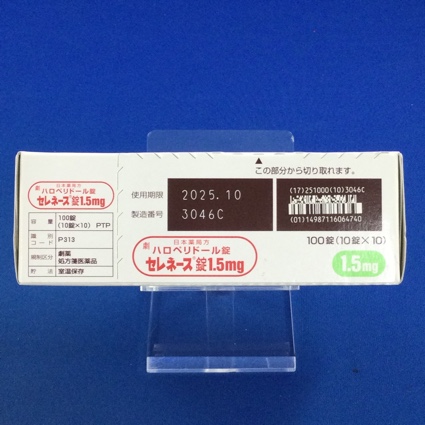 劇
日本薬局方
ハロペリドール錠
セレネース®錠1.5mg
容量 100錠(10錠×10) PTP
識別コード P313
規制区分 劇薬 処方箋医薬品
貯法 室温保存
この部分から切り取れます。
使用期限 2025.10
製造番号 3046C
(17)251000(10)3046C
(01)14987116064740
劇
日本薬局方
ハロペリドール錠
セレネース®錠1.5mg
100錠(10錠×10)
1.5mg